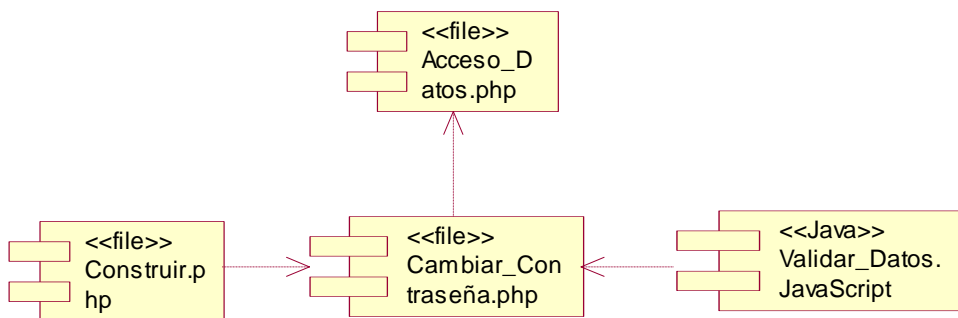 <<file>>
Acceso_D
atos.php
<<file>>
Construir.p
hp
<<file>>
Cambiar_Con
traseña.php
<<Java>>
Validar_Datos.
JavaScript